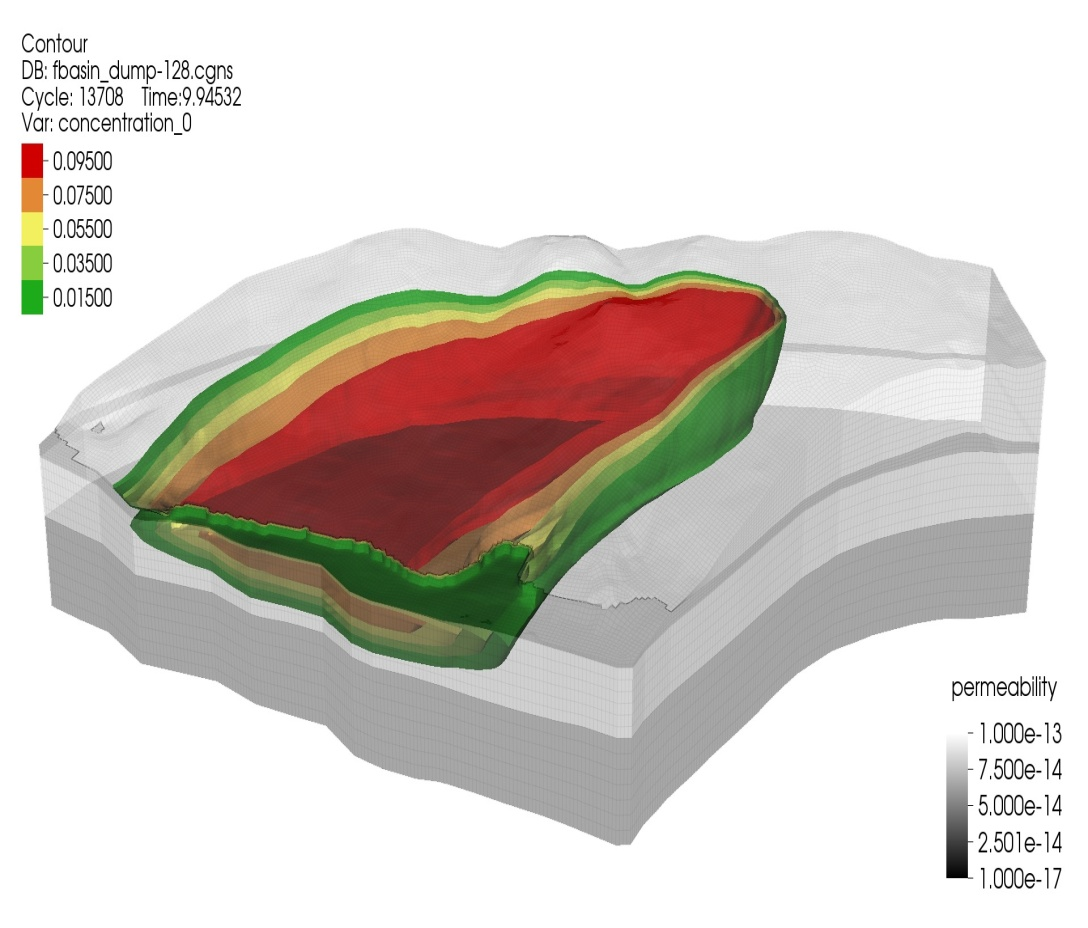 Contour
DB: fbasin_dump-128.cgns
Cycle: 13708 Time:9.94532
Var: concentration_0
0.09500
0.07500
0.05500
0.03500
0.01500
permeability
1.000e-13
7.500e-14
5.000e-14
2.501e-14
1.000e-17